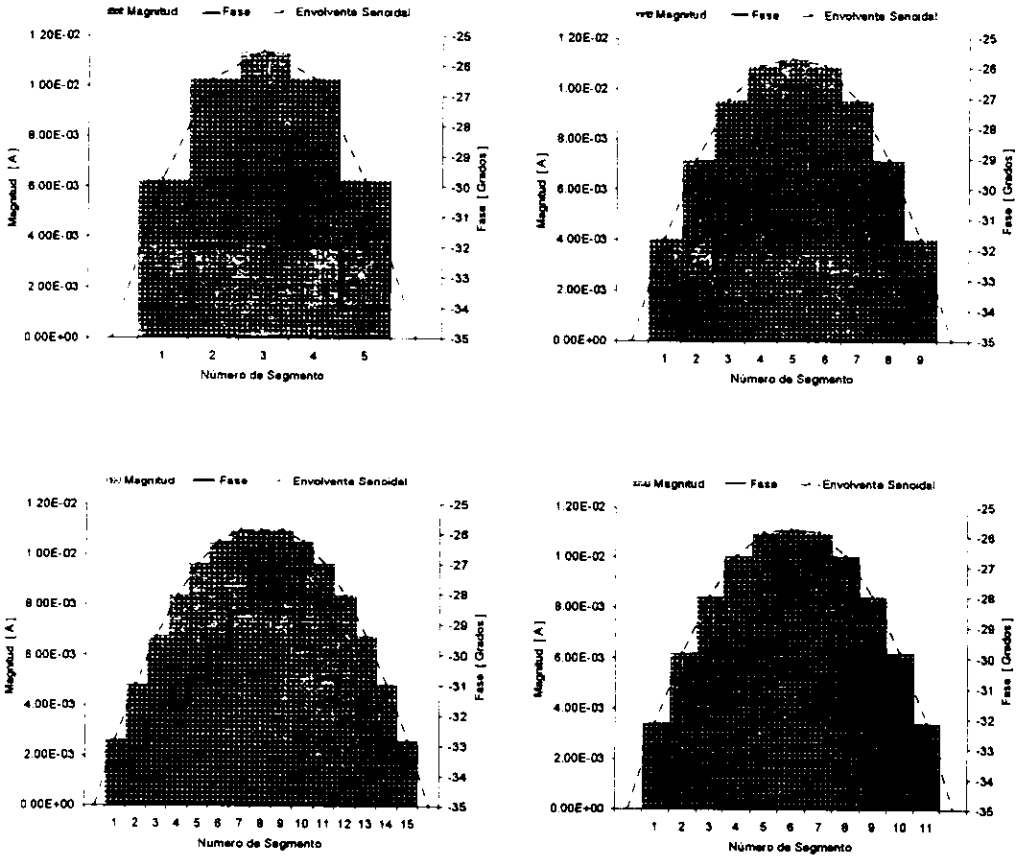 Magnitud Fase Envolvente Senoidal
1.20E-02
1.00E-02
8.00E-03
6.00E-03
4.00E-03
2.00E-03
0.00E+00
Magnitud [ A ]
-25
-26
-27
-28
-29
-30
-31
-32
-33
-34
-35
Fase [ Grados ]
1 2 3 4 5
Número de Segmento
Magnitud Fase Envolvente Senoidal
1.20E-02
1.00E-02
8.00E-03
6.00E-03
4.00E-03
2.00E-03
0.00E+00
Magnitud [ A ]
-25
-26
-27
-28
-29
-30
-31
-32
-33
-34
-35
Fase [ Grados ]
1 2 3 4 5 6 7 8 9
Número de Segmento
Magnitud Fase Envolvente Senoidal
1.20E-02
1.00E-02
8.00E-03
6.00E-03
4.00E-03
2.00E-03
0.00E+00
Magnitud [ A ]
-25
-26
-27
-28
-29
-30
-31
-32
-33
-34
-35
Fase [ Grados ]
1 2 3 4 5 6 7 8 9 10 11 12 13 14 15
Número de Segmento
Magnitud Fase Envolvente Senoidal
1.20E-02
1.00E-02
8.00E-03
6.00E-03
4.00E-03
2.00E-03
0.00E+00
Magnitud [ A ]
-25
-26
-27
-28
-29
-30
-31
-32
-33
-34
-35
Fase [ Grados ]
1 2 3 4 5 6 7 8 9 10 11
Número de Segmento